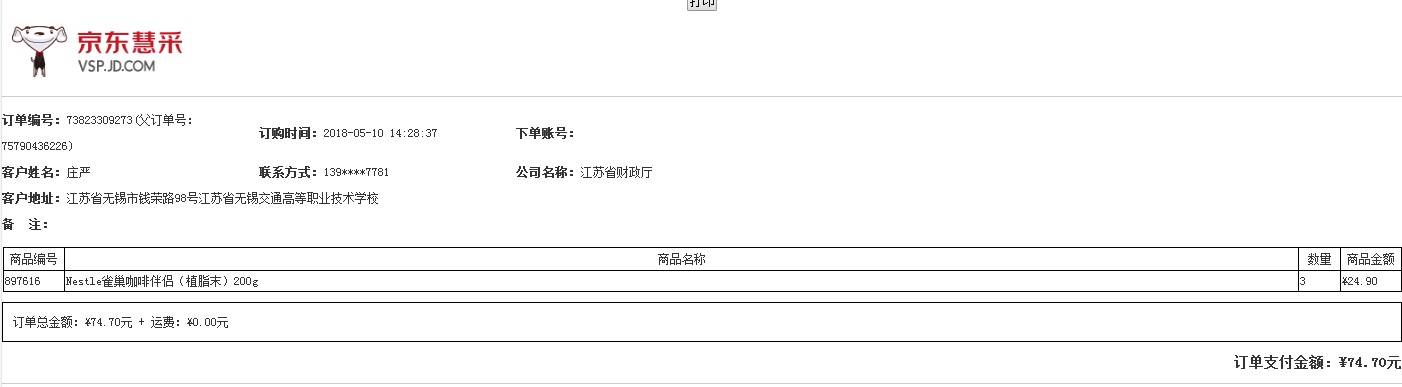 打印
京东慧采
VSP.JD.COM
订单编号：73823309273(父订单号：
75790436226)
订购时间：2018-05-10 14:28:37
下单账号：
客户姓名：庄严
联系方式：139****7781
公司名称：江苏省财政厅
客户地址：江苏省无锡市钱荣路98号江苏省无锡交通高等职业技术学校
备 注：
商品编号 商品名称 数量 商品金额
897616 Nestle雀巢咖啡伴侣（植脂末）200g 3 ¥24.90
订单总金额：¥74.70元 + 运费：¥0.00元
订单支付金额：¥74.70元